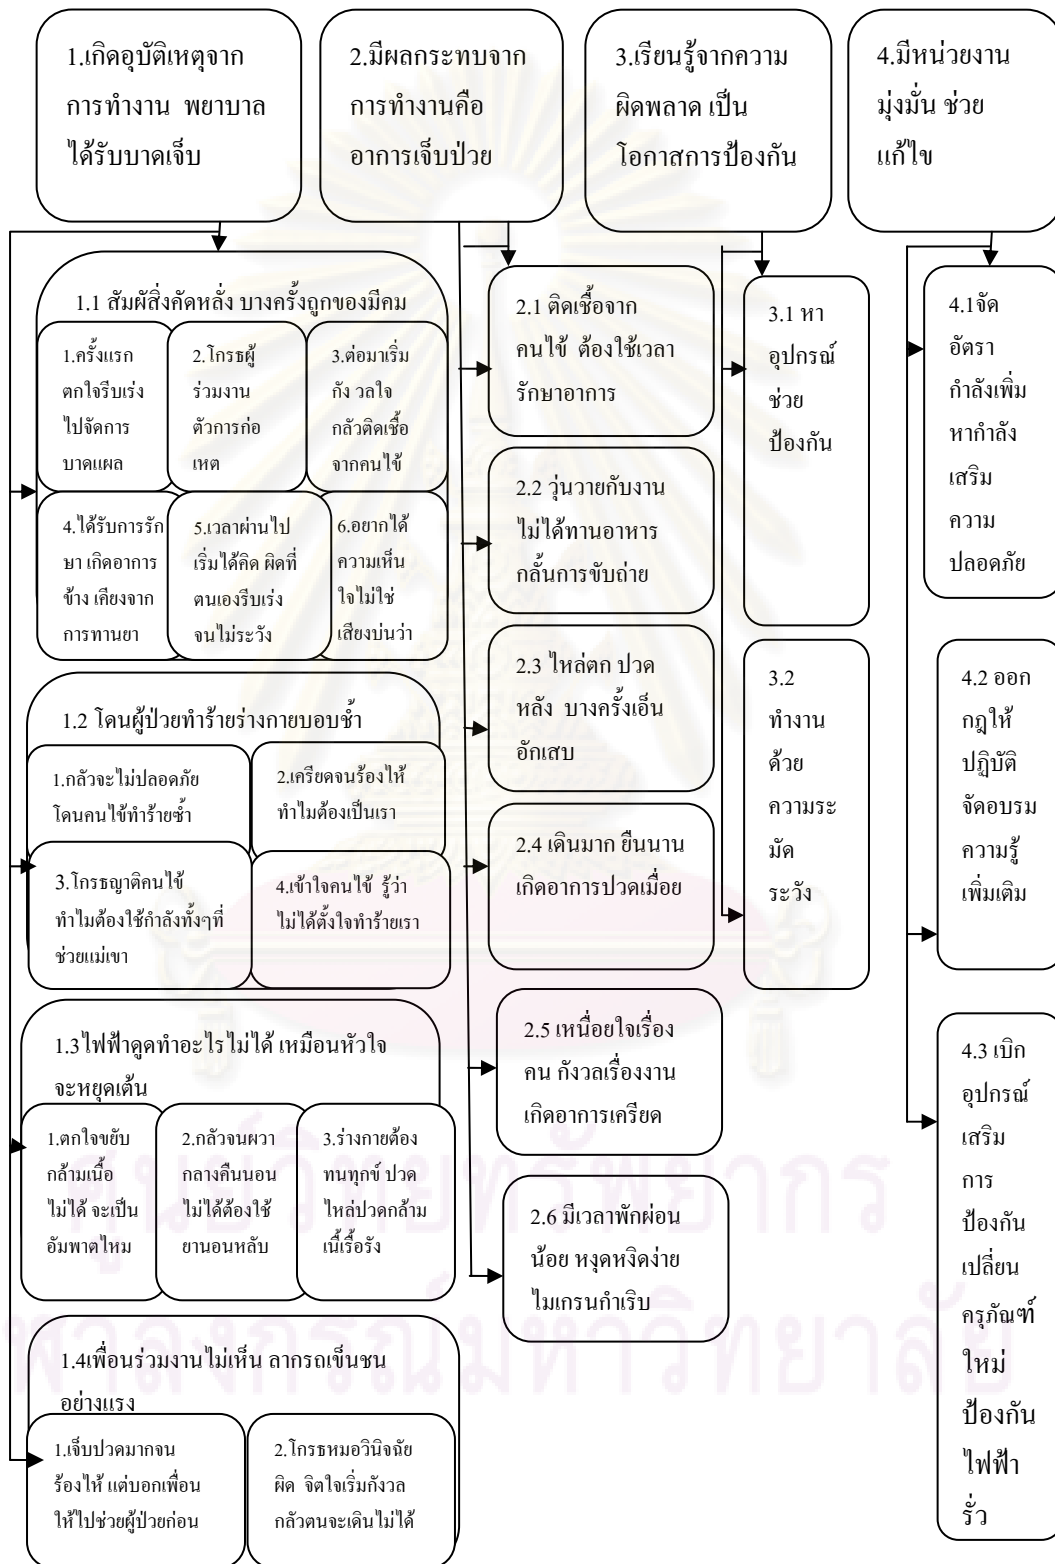 1.เกิดอุบัติเหตุจาก
การทำงาน พยาบาล
ได้รับบาดเจ็บ
2.มีผลกระทบจาก
การทำงานคือ
อาการเจ็บป่วย
3.เรียนรู้จากความ
ผิดพลาด เป็น
โอกาสการป้องกัน
4.มีหน่วยงาน
มุ่งมั่น ช่วย
แก้ไข
1.1 สัมผัสิ่งคัดหลั่ง บางครั้งถูกของมีคม
1.ครั้งแรก
ตกใจรีบเร่ง
ไปจัดการ
บาดแผล
2.โกรธผู้
ร่วมงาน
ตัวการก่อ
เหต
3.ต่อมาเริ่ม
กัง วลใจ
กลัวติดเชื้อ
จากคนไข้
4.ได้รับการรัก
ษา เกิดอาการ
ข้าง เคียงจาก
การทานยา
5.เวลาผ่านไป
เริ่มได้คิด ผิดที่
ตนเองรีบเร่ง
จนไม่ระวัง
6.อยากได้
ความเห็น
ใจไม่ใช่
เสียงบ่นว่า
1.2 โดนผู้ป่วยทำร้ายร่างกายบอบช้ำ
1.กลัวจะไม่ปลอดภัย
โดนคนไข้ทำร้ายซ้ำ
2.เครียดจนร้องไห้
ทำไมต้องเป็นเรา
3.โกรธญาติคนไข้
ทำไมต้องใช้กำลังทั้งๆที่
ช่วยแม่เขา
4.เข้าใจคนไข้ รู้ว่า
ไม่ได้ตั้งใจทำร้ายเรา
1.3ไฟฟ้าดูดทำอะไรไม่ได้ เหมือนหัวใจ
จะหยุดเต้น
1.ตกใจขยับ
กล้ามเนื้อ
ไม่ได้ จะเป็น
อัมพาตไหม
2.กลัวจนผวา
กลางคืนนอน
ไม่ได้ต้องใช้
ยานอนหลับ
3.ร่างกายต้อง
ทนทุกข์ ปวด
ไหล่ปวดกล้าม
เนื้เรื้อรัง
1.4เพื่อนร่วมงานไม่เห็น ลากรถเข็นชน
อย่างแรง
1.เจ็บปวดมากจน
ร้องไห้ แต่บอกเพื่อน
ให้ไปช่วยผู้ป่วยก่อน
2.โกรธหมอวินิจฉัย
ผิด จิตใจเริ่มกังวล
กลัวตนจะเดินไม่ได้
2.1 ติดเชื้อจาก
คนไข้ ต้องใช้เวลา
รักษาอาการ
2.2 วุ่นวายกับงาน
ไม่ได้ทานอาหาร
กลั้นการขับถ่าย
2.3 ไหล่ตก ปวด
หลัง บางครั้งเอ็น
อักเสบ
2.4 เดินมาก ยืนนาน
เกิดอาการปวดเมื่อย
2.5 เหนื่อยใจเรื่อง
คน กังวลเรื่องงาน
เกิดอาการเครียด
2.6 มีเวลาพักผ่อน
น้อย หงุดหงิดง่าย
ไมเกรนกำเริบ
3.1 หา
อุปกรณ์
ช่วย
ป้องกัน
3.2
ทำงาน
ด้วย
ความระ
มัด
ระวัง
4.1จัด
อัตรา
กำลังเพิ่ม
หากำลัง
เสริม
ความ
ปลอดภัย
4.2 ออก
กฎให้
ปฏิบัติ
จัดอบรม
ความรู้
เพิ่มเติม
4.3 เบิก
อุปกรณ์
เสริม
การ
ป้องกัน
เปลี่ยน
ครุภัณฑ์
ใหม่
ป้องกัน
ไฟฟ้า
รั่ว
ศูนย์วิทยทรัพยากร
จุฬาลงกรณ์มหาวิทยาลัย